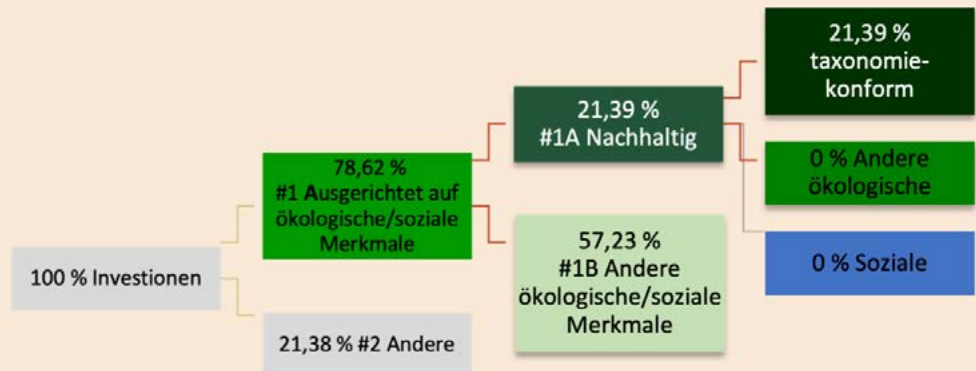 100 % Investionen
78,62 %
#1 Ausgerichtet auf
ökologische/soziale
Merkmale
21,38 % #2 Andere
21,39 %
#1A Nachhaltig
57,23 %
#1B Andere
ökologische/soziale
Merkmale
21,39 %
taxonomie-
konform
0 % Andere
ökologische
0 % Soziale